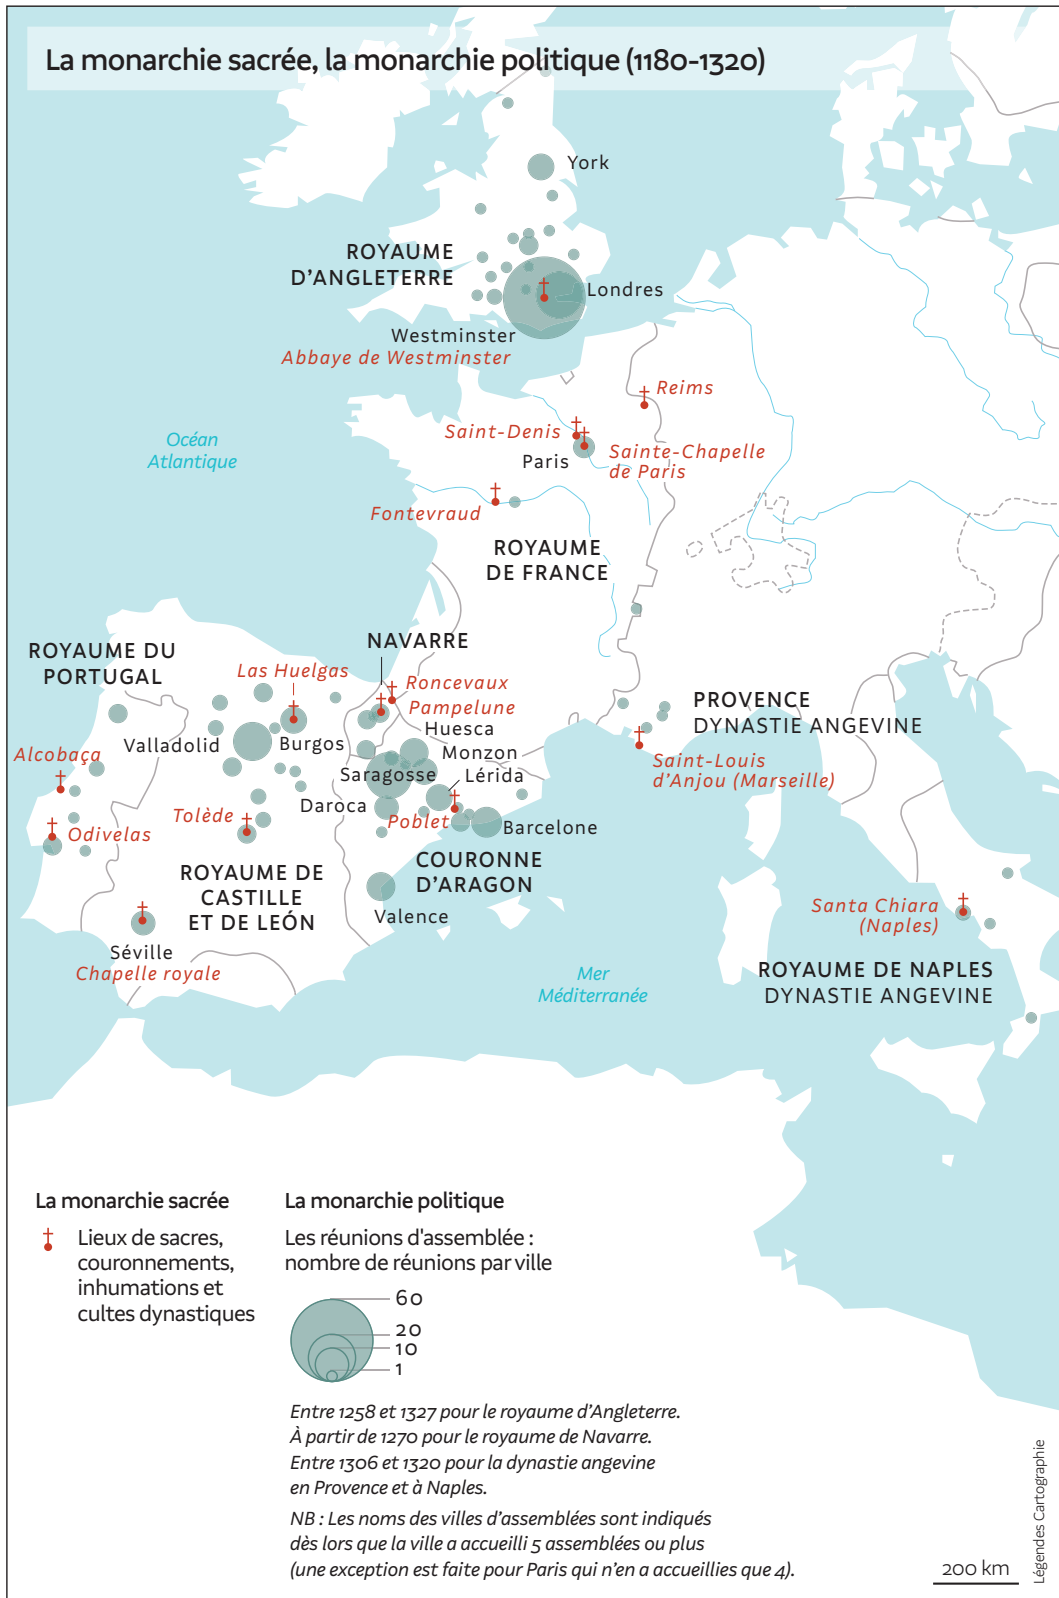 La monarchie sacrée, la monarchie politique (1180-1320)
York
ROYAUME
D'ANGLETERRE
Londres
Westminster
Abbaye de Westminster
Reims
Saint-Denis
Sainte-Chapelle
de Paris
Paris
Océan
Atlantique
Fontevraud
ROYAUME
DE FRANCE
NAVARRE
ROYAUME DU
PORTUGAL
Las Huelgas
Roncevaux
Pampelune
PROVENCE
DYNASTIE ANGEVINE
Huesca
Valladolid
Burgos
Monzon
Alcobaça
Saragosse
Lérida
Saint-Louis
d'Anjou (Marseille)
Daroca
Tolède
Poblet
Barcelone
Odivelas
COURONNE
D'ARAGON
ROYAUME DE
CASTILLE
ET DE LEÓN
Valence
Santa Chiara
(Naples)
Séville
Chapelle royale
Mer
Méditerranée
ROYAUME DE NAPLES
DYNASTIE ANGEVINE
La monarchie sacrée
Lieux de sacres,
couronnements,
inhumations et
cultes dynastiques
La monarchie politique
Les réunions d'assemblée :
nombre de réunions par ville
60
20
10
1
Entre 1258 et 1327 pour le royaume d'Angleterre.
À partir de 1270 pour le royaume de Navarre.
Entre 1306 et 1320 pour la dynastie angevine
en Provence et à Naples.
NB : Les noms des villes d'assemblées sont indiqués
dès lors que la ville a accueilli 5 assemblées ou plus
(une exception est faite pour Paris qui n'en a accueillies que 4).
200 km
Légendes Cartographie